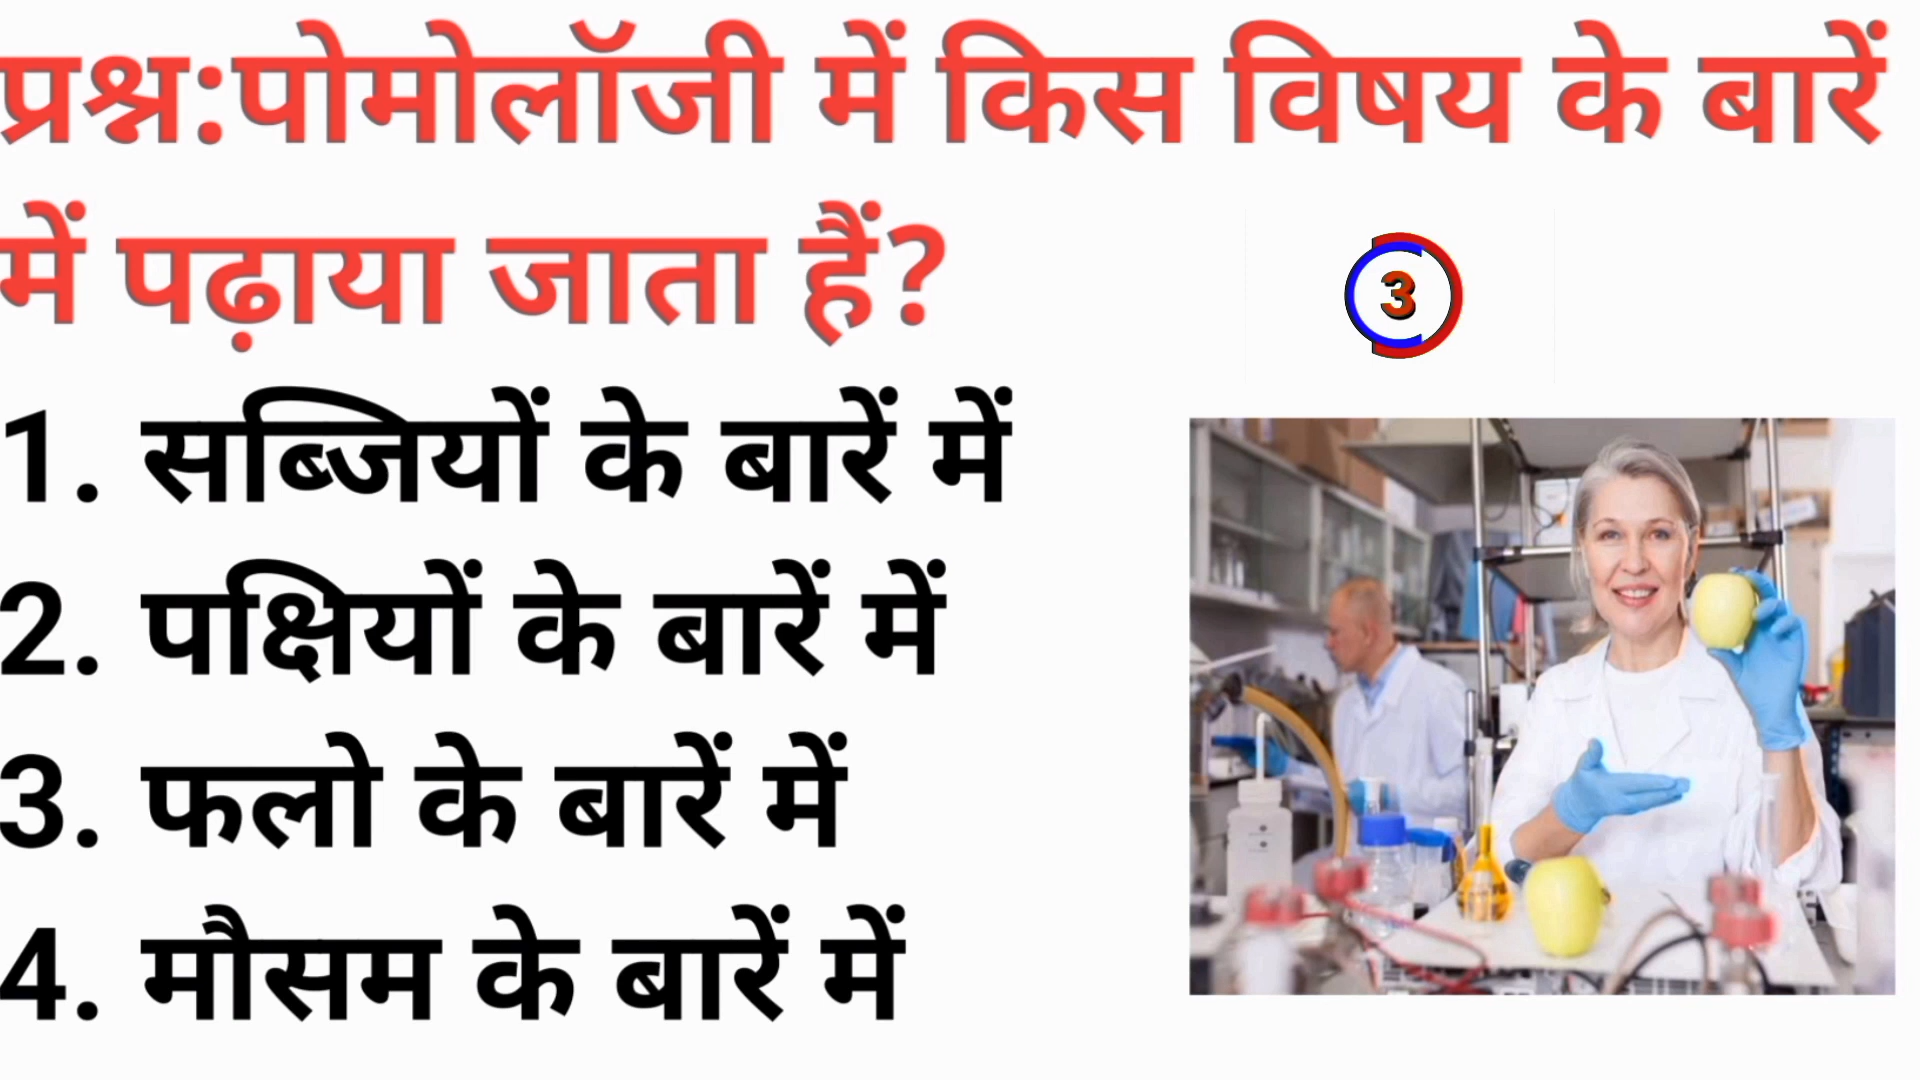 प्रश्न:पोमोलॉजी में किस विषय के बारें
में पढ़ाया जाता हैं?
3
1. सब्जियों के बारें में
2. पक्षियों के बारें में
3. फलो के बारें में
4. मौसम के बारें में